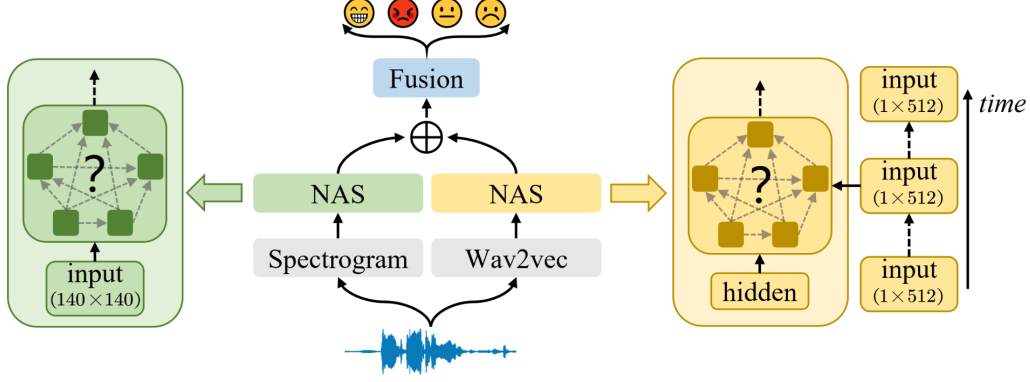 Fusion
NAS
NAS
Spectrogram
Wav2vec
?
input
(140×140)
?
hidden
input
(1×512)
input
(1×512)
input
(1×512)
time